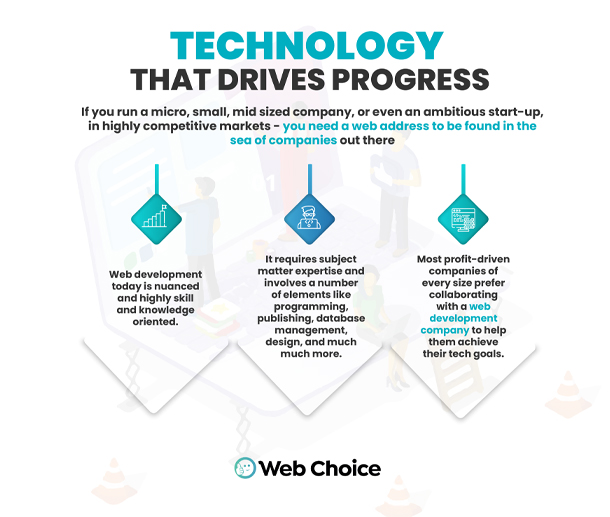 TECHNOLOGY
THAT DRIVES PROGRESS
If you run a micro, small, mid sized company, or even an ambitious start-up,
in highly competitive markets - you need a web address to be found in the
sea of companies out there
Web development
today is nuanced
and highly skill
and knowledge
oriented.
It requires subject
matter expertise and
involves a number
of elements like
programming,
publishing, database
management,
design, and much
much more.
Most profit-driven
companies of
every size prefer
collaborating
with a web
development
company to help
them achieve
their tech goals.
Web Choice